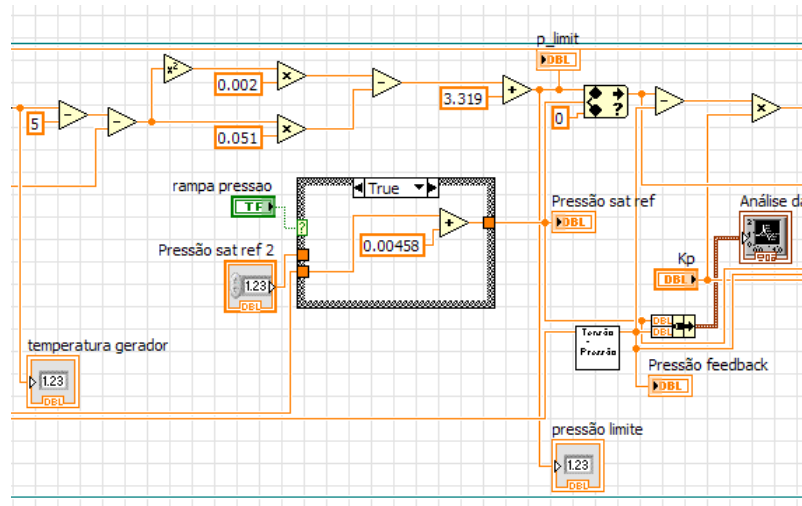 p_limit
DBL
x²
0.002
x
5
0.051
x
3.319
+
0
?
x
rampa pressao
TF
True
?
+
0.00458
Pressão sat ref
DBL
Análise da
Pressão sat ref 2
1.23
DBL
Kp
DBL
DBL
DBL
Tensão
-
Pressão
temperatura gerador
1.23
DBL
Pressão feedback
DBL
pressão limite
1.23
DBL